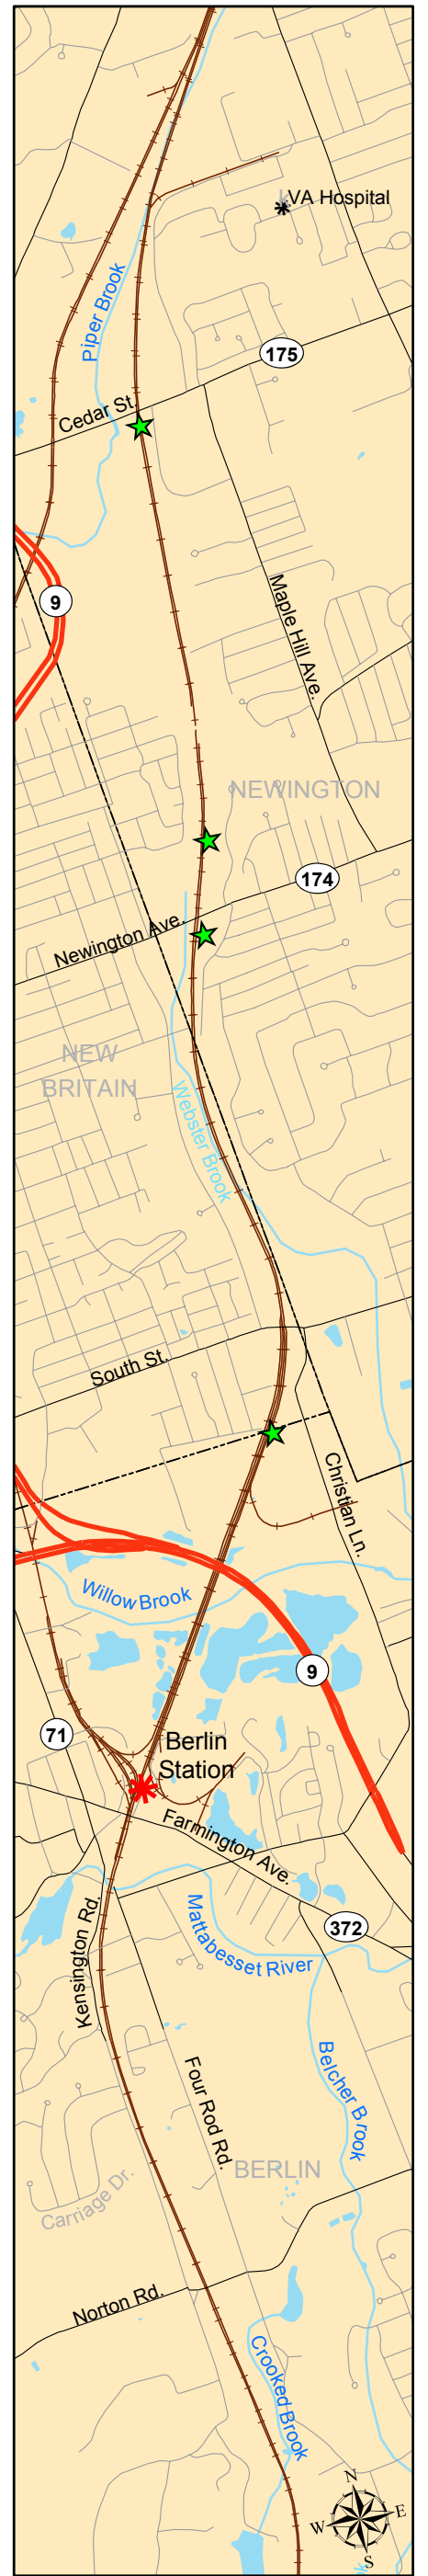 VA Hospital
Piper Brook
175
Cedar St.
9
Maple Hill Ave.
NEWINGTON
174
Newington Ave.
NEW
BRITAIN
Webster Brook
South St.
Christian Ln.
Willow Brook
9
71
Berlin
Station
Farmington Ave.
372
Kensington Rd.
Mattabesset River
Belcher Brook
Four Rod Rd.
BERLIN
Carriage Dr.
Norton Rd.
Crooked Brook
N
W
E
S